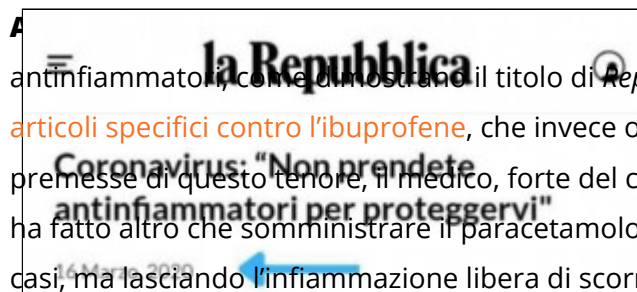 A
la Repubblica
antinfiammatori, come dimostrano il titolo di Rep
articoli specifici contro l'ibuprofene, che invece o
Coronavirus: "Non prendete
premesse di questo tenore, il medico, forte del c
antinfiammatori per proteggervi"
ha fatto altro che somministrare il paracetamolo
16 Marzo, 2020
casi, ma lasciando l'infiammazione libera di scorr